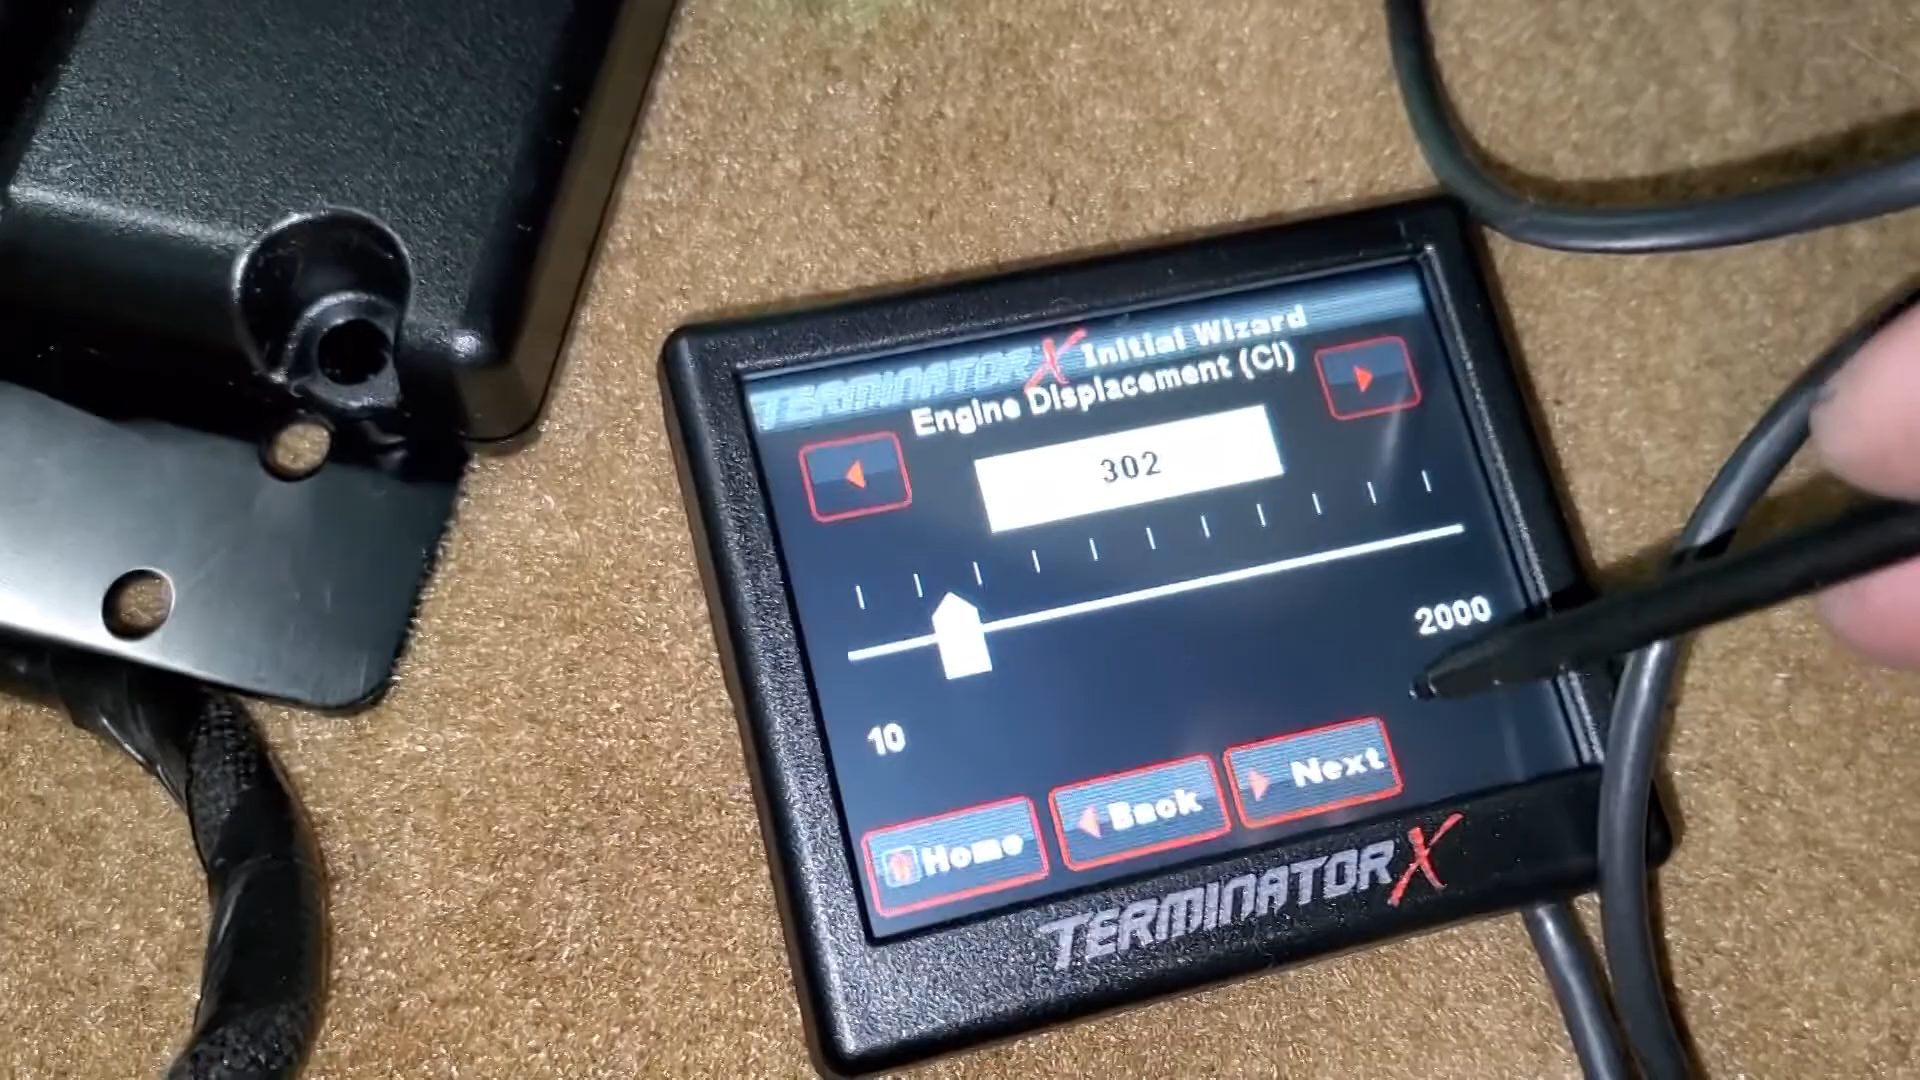 TERMINATOR X Initial Wizard
Engine Displacement (CI)
302
2000
10
Home
Back
Next
TERMINATOR X